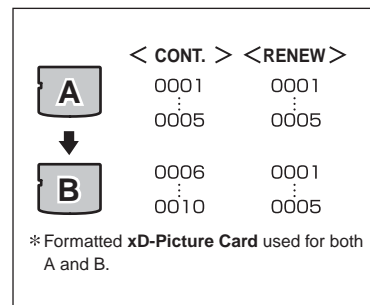 < CONT. > <RENEW>
A 0001 0001
⋮ ⋮
0005 0005
B 0006 0001
⋮ ⋮
0010 0005
*Formatted xD-Picture Card used for both
A and B.